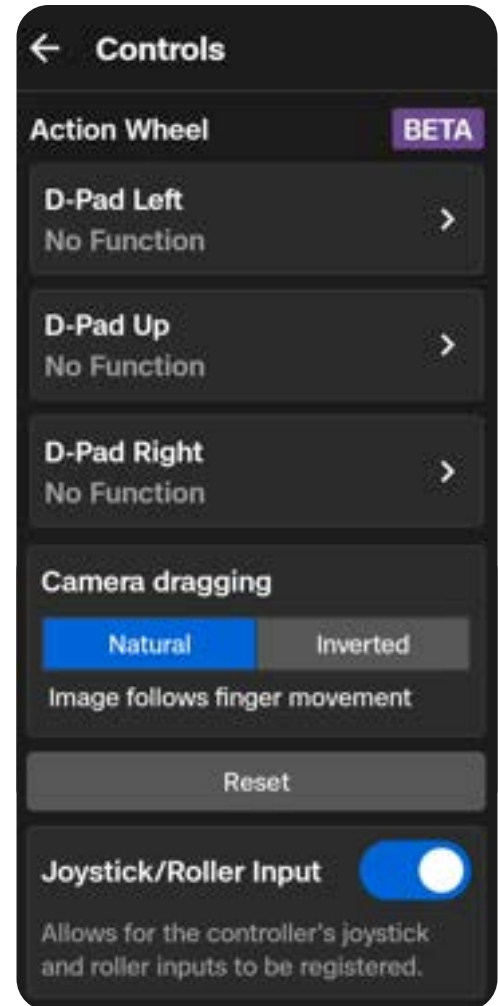 Controls
Action Wheel BETA
D-Pad Left
No Function
D-Pad Up
No Function
D-Pad Right
No Function
Camera dragging
Natural Inverted
Image follows finger movement
Reset
Joystick/Roller Input
Allows for the controller's joystick
and roller inputs to be registered.